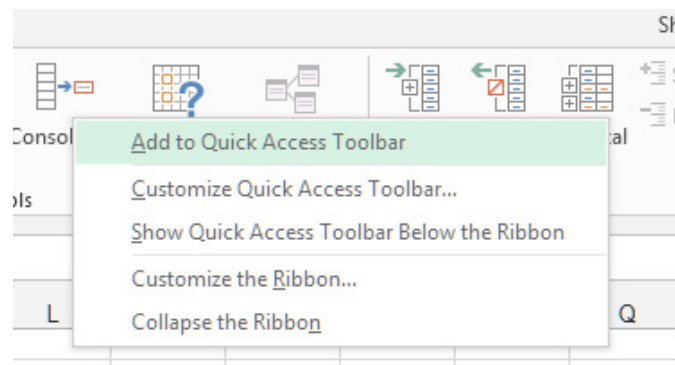 Sh
Consol
al
ols
Add to Quick Access Toolbar
Customize Quick Access Toolbar...
Show Quick Access Toolbar Below the Ribbon
Customize the Ribbon...
Collapse the Ribbon
L
Q